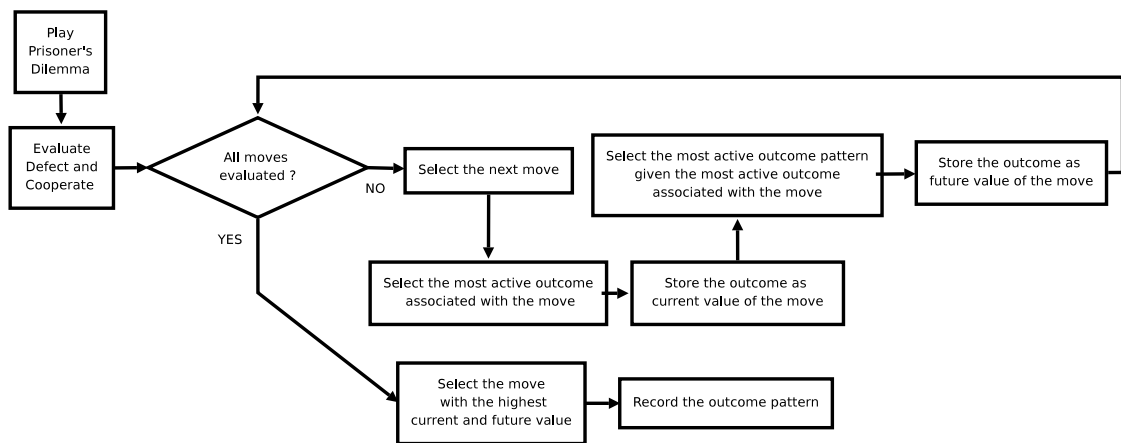 Play
Prisoner's
Dilemma
Evaluate
Defect and
Cooperate
All moves
evaluated ?
NO
YES
Select the next move
Select the most active outcome
associated with the move
Store the outcome as
current value of the move
Select the most active outcome pattern
given the most active outcome
associated with the move
Store the outcome as
future value of the move
Select the move
with the highest
current and future value
Record the outcome pattern